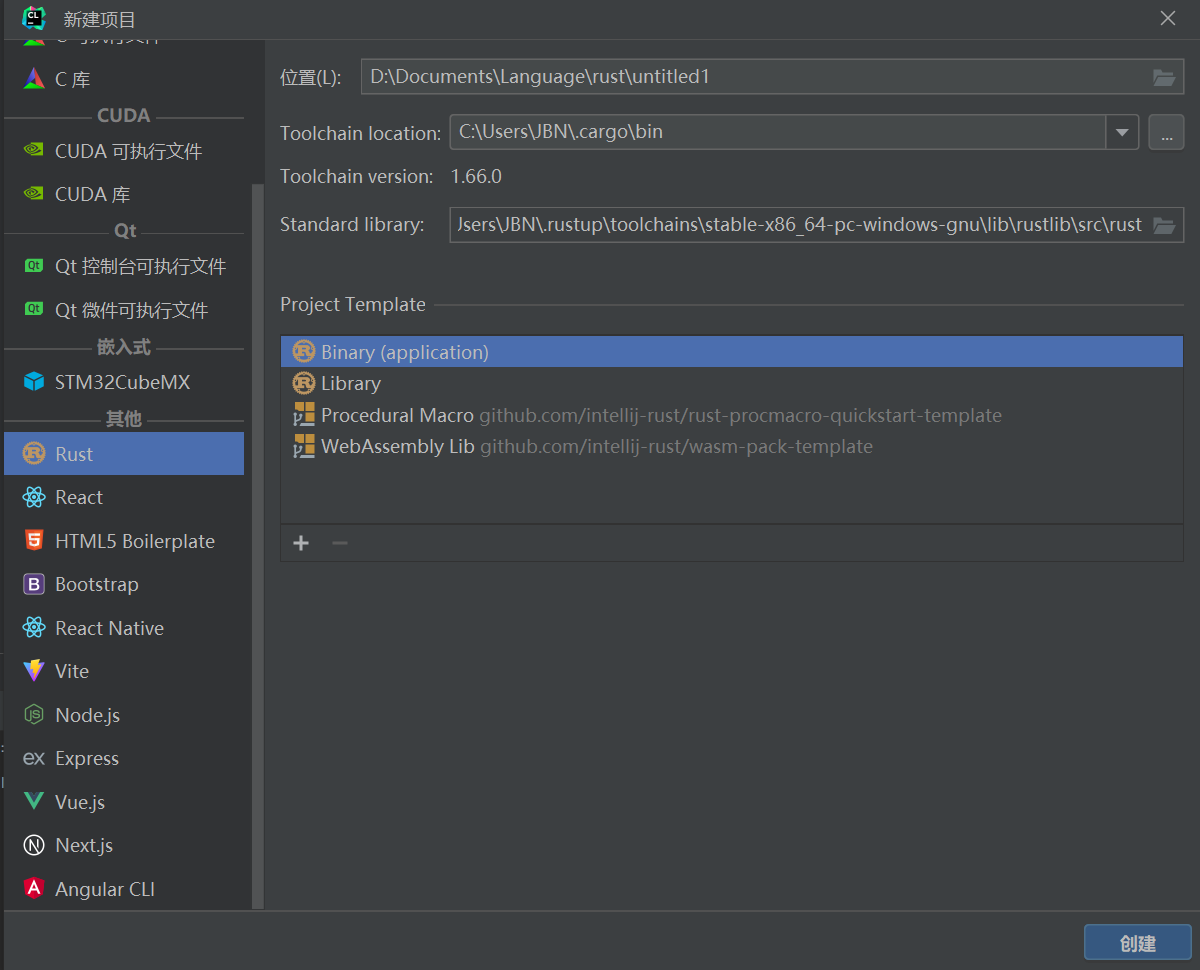 新建项目
C 可执行文件
C 库
CUDA
CUDA 可执行文件
CUDA 库
Qt
Qt 控制台可执行文件
Qt 微件可执行文件
嵌入式
STM32CubeMX
其他
Rust
React
HTML5 Boilerplate
Bootstrap
React Native
Vite
Node.js
Express
Vue.js
Next.js
Angular CLI
位置(L): D:\Documents\Language\rust\untitled1
Toolchain location: C:\Users\JBN\.cargo\bin ...
Toolchain version: 1.66.0
Standard library: Jsers\JBN\.rustup\toolchains\stable-x86_64-pc-windows-gnu\lib\rustlib\src\rust
Project Template
Binary (application)
Library
Procedural Macro github.com/intellij-rust/rust-procmacro-quickstart-template
WebAssembly Lib github.com/intellij-rust/wasm-pack-template
创建